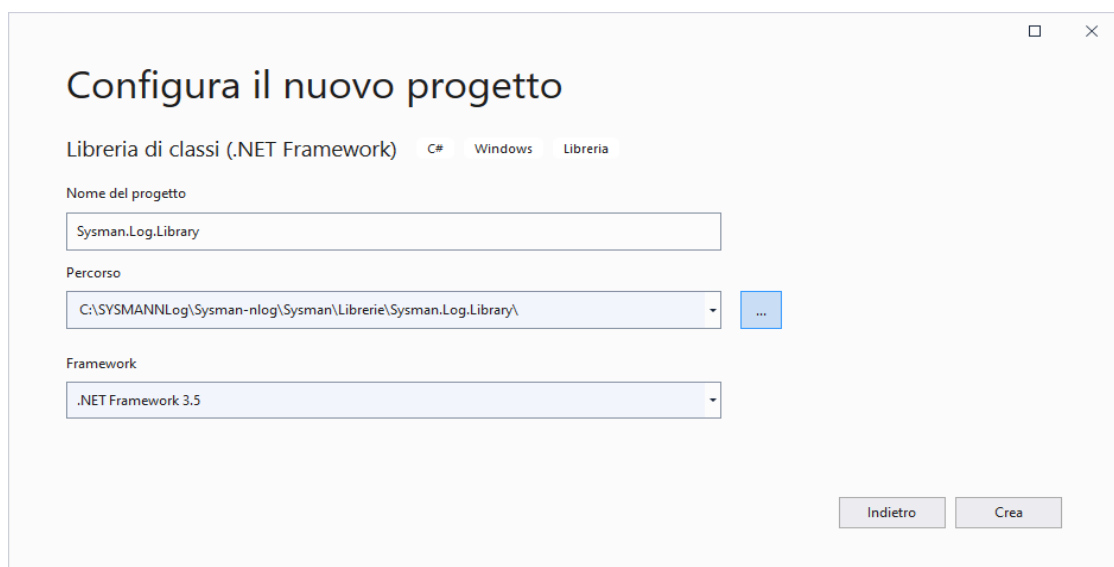 Configura il nuovo progetto
Libreria di classi (.NET Framework) C# Windows Libreria
Nome del progetto
Sysman.Log.Library
Percorso
C:\SYSMANNLog\Sysman-nlog\Sysman\Librerie\Sysman.Log.Library\
...
Framework
.NET Framework 3.5
Indietro Crea